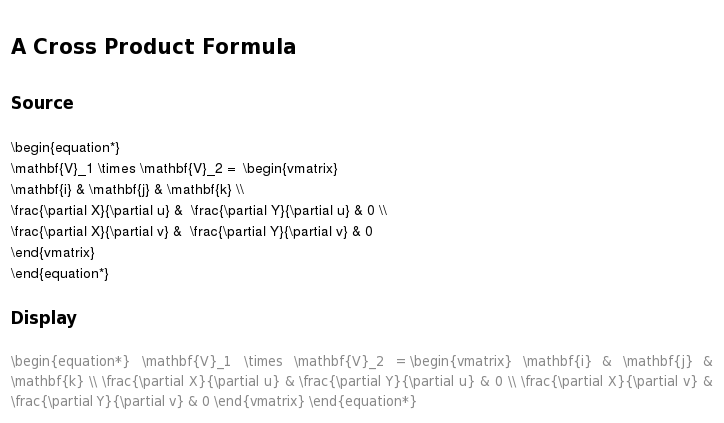 A Cross Product Formula
Source
\begin{equation*}
\mathbf{V}_1 \times \mathbf{V}_2 =  \begin{vmatrix}
\mathbf{i} & \mathbf{j} & \mathbf{k} \\
\frac{\partial X}{\partial u} &  \frac{\partial Y}{\partial u} & 0 \\
\frac{\partial X}{\partial v} &  \frac{\partial Y}{\partial v} & 0
\end{vmatrix}
\end{equation*}
Display
\begin{equation*} \mathbf{V}_1 \times \mathbf{V}_2 = \begin{vmatrix} \mathbf{i} & \mathbf{j} &
\mathbf{k} \\ \frac{\partial X}{\partial u} & \frac{\partial Y}{\partial u} & 0 \\ \frac{\partial X}{\partial v} &
\frac{\partial Y}{\partial v} & 0 \end{vmatrix} \end{equation*}